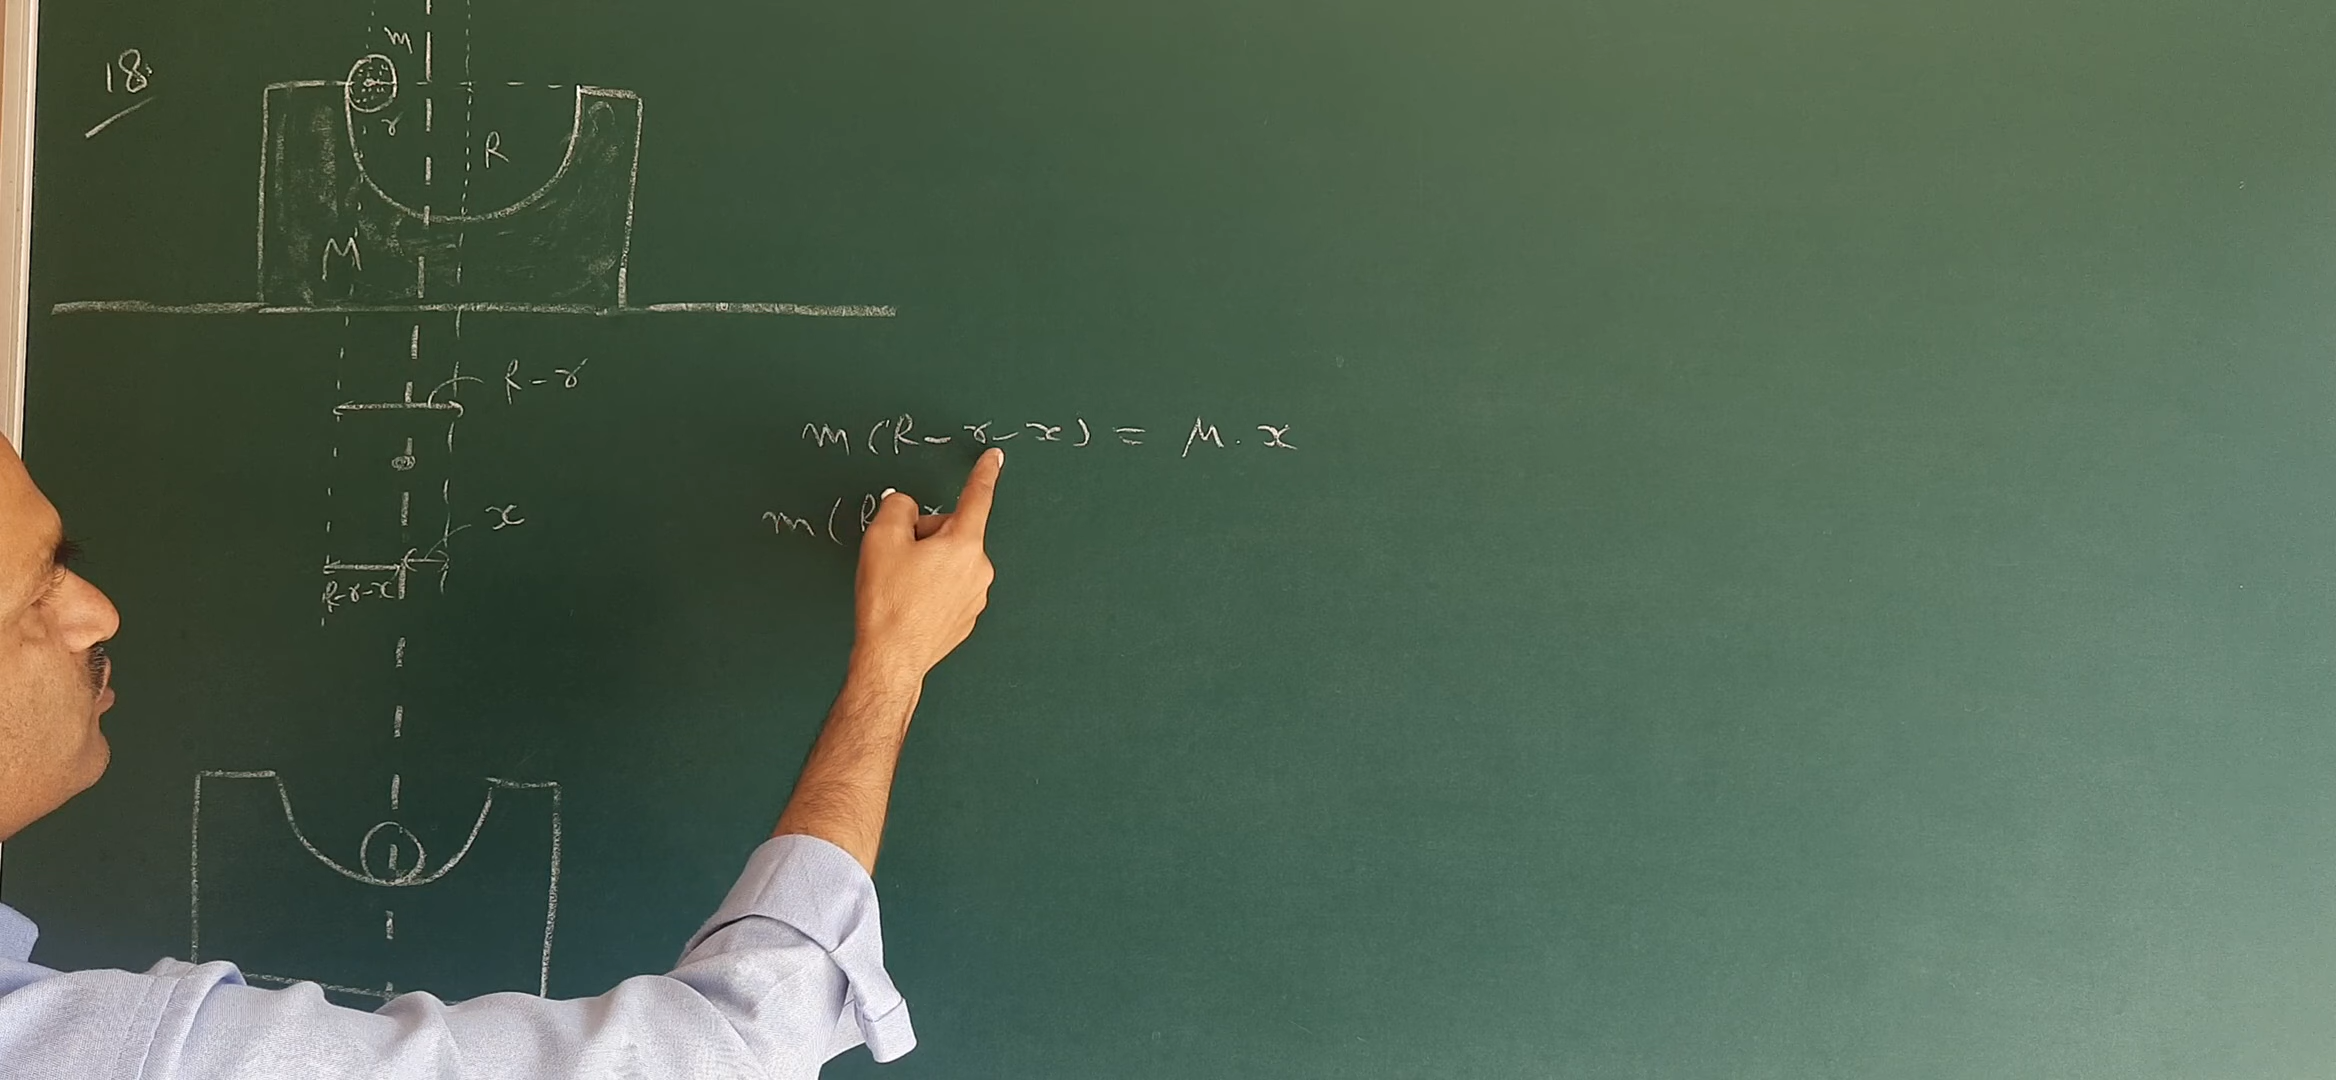 18.
m
r
R
M
R-r
x
R-r-x
m(R-r-x) = M.x
m(R